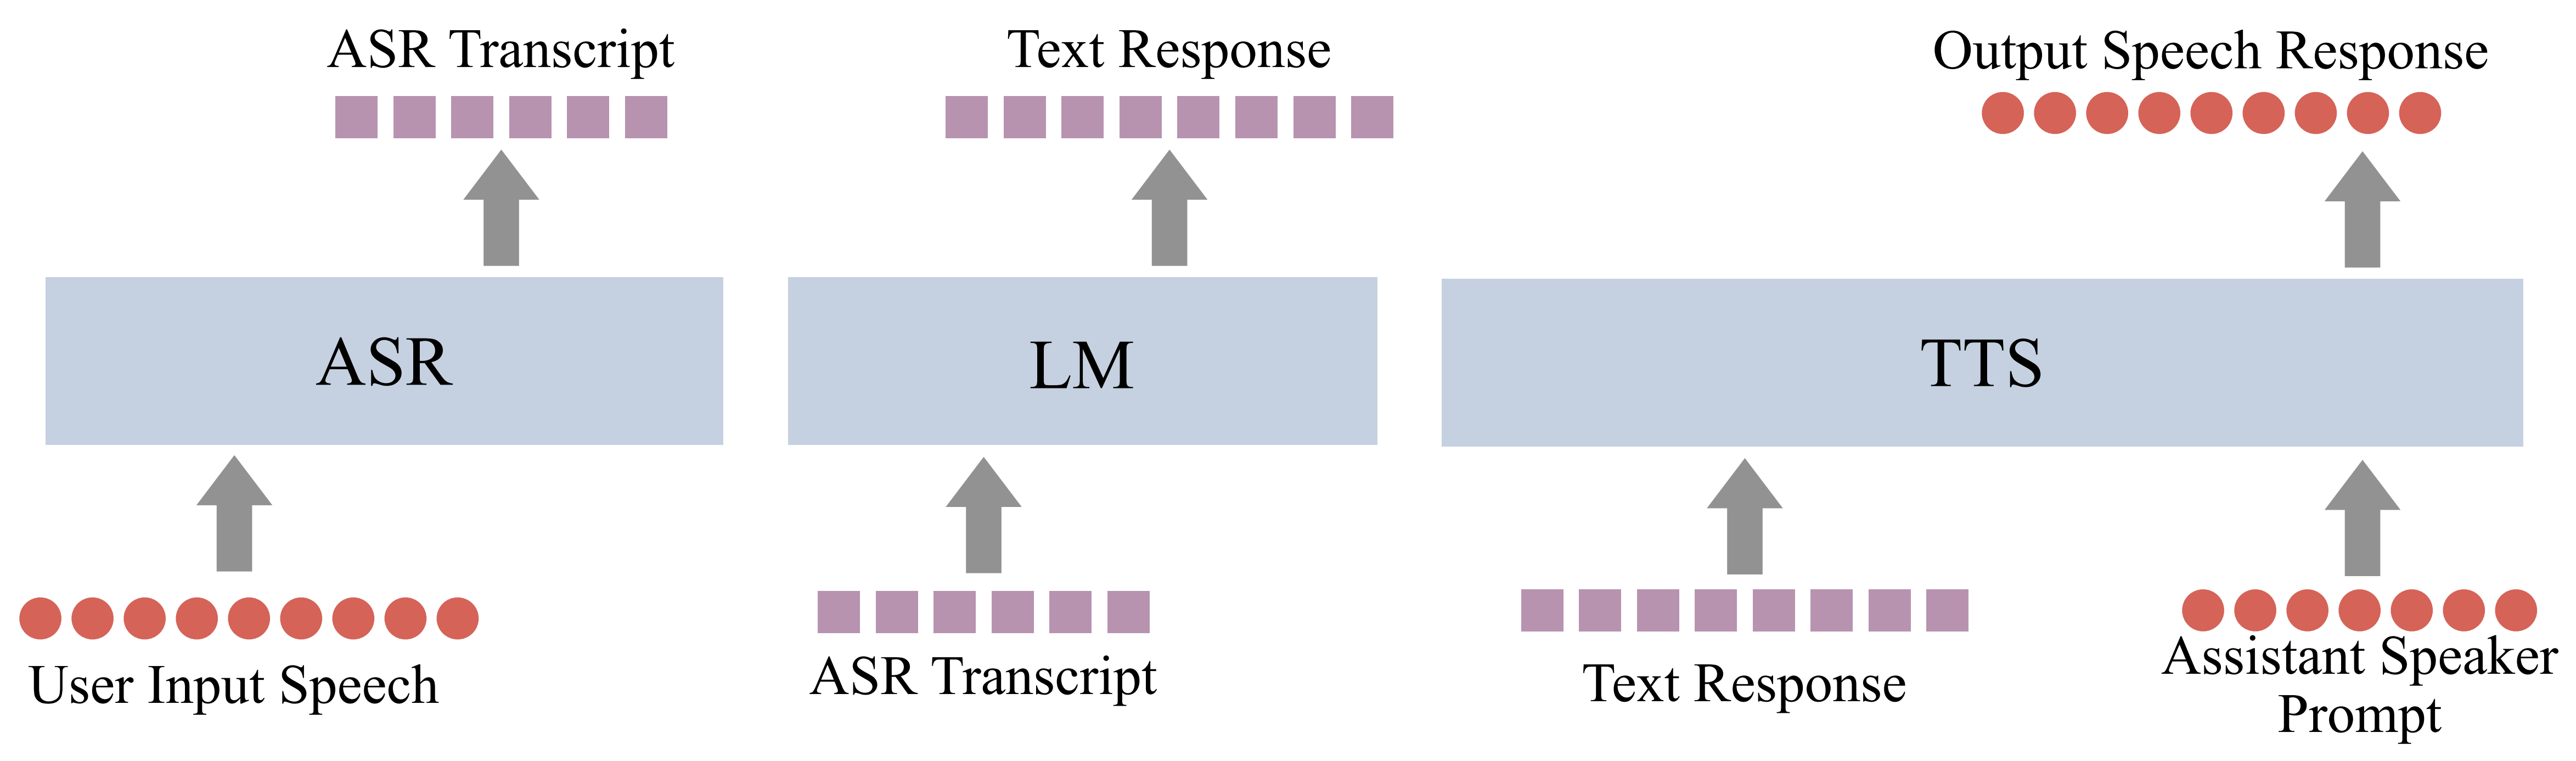 ASR Transcript
Text Response
Output Speech Response
ASR
LM
TTS
User Input Speech
ASR Transcript
Text Response
Assistant Speaker
Prompt